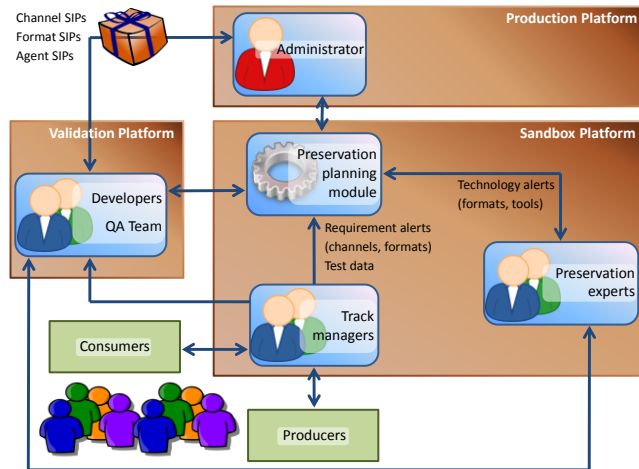 Channel SIPs
Format SIPs
Agent SIPs
Production Platform
Administrator
Validation Platform
Sandbox Platform
Developers
QA Team
Preservation
planning
module
Technology alerts
(formats, tools)
Requirement alerts
(channels, formats)
Test data
Preservation
experts
Track
managers
Consumers
Producers